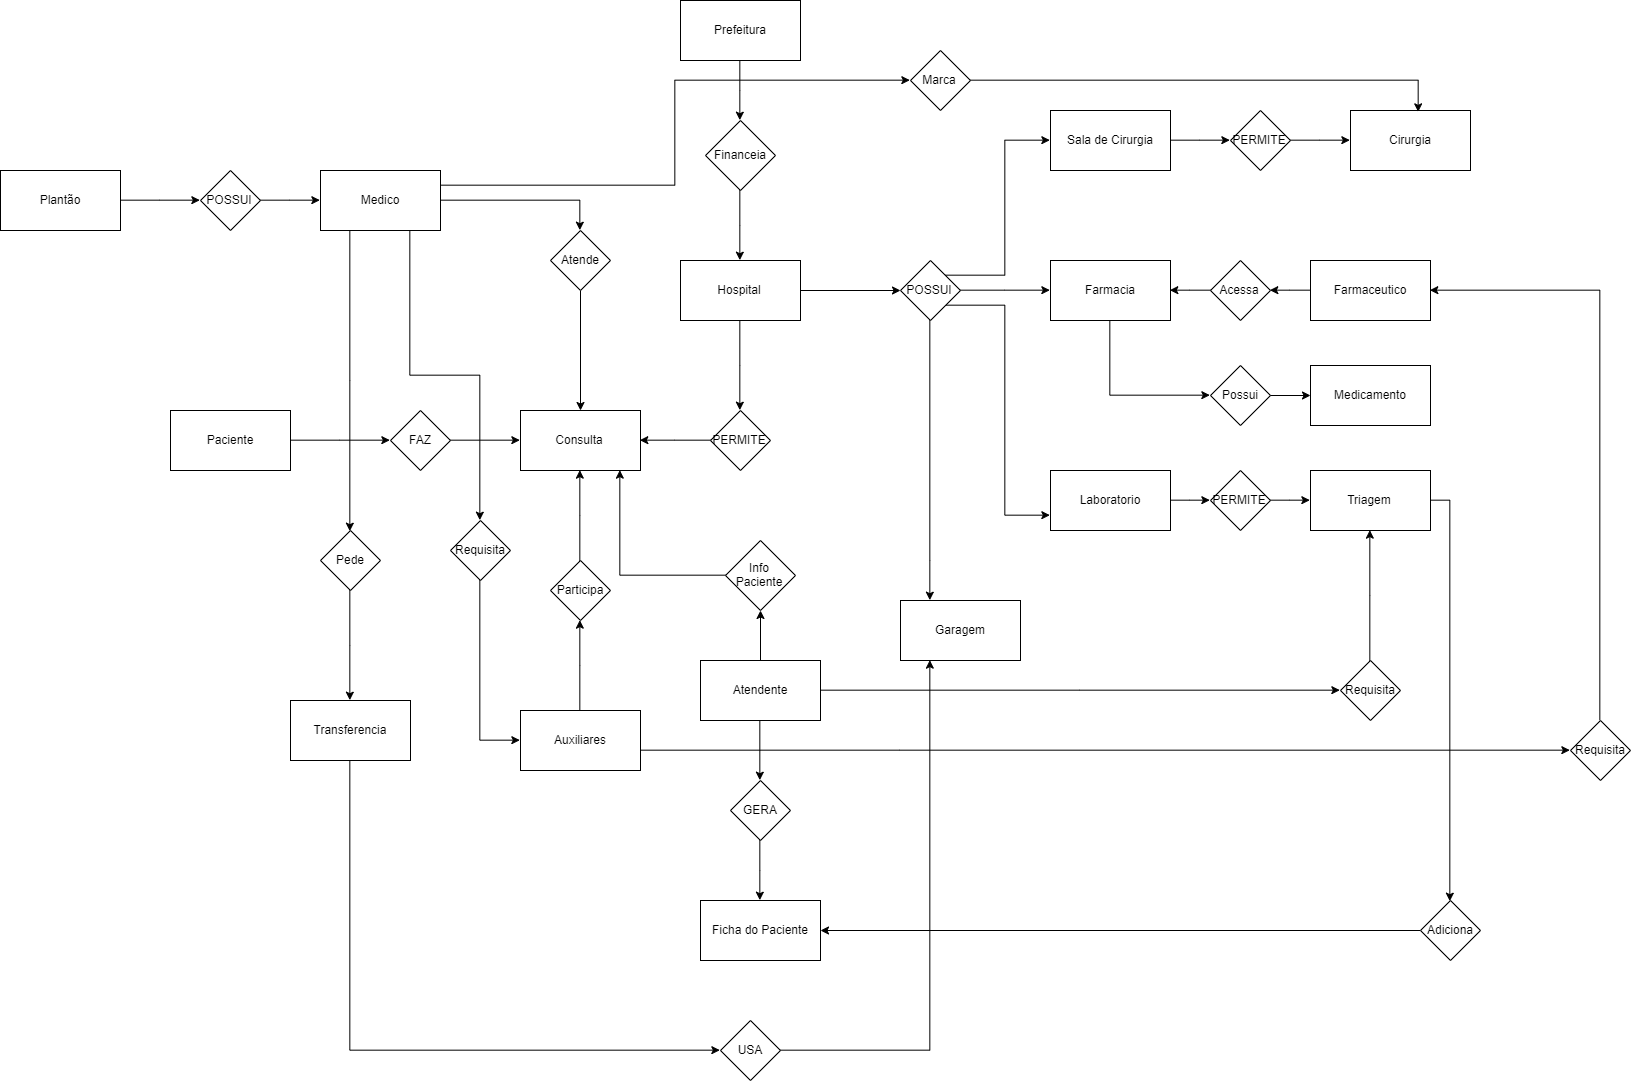 Prefeitura
Marca
Sala de Cirurgia
PERMITE
Cirurgia
Financeia
Plantão
POSSUI
Medico
Atende
Hospital
POSSUI
Farmacia
Acessa
Farmaceutico
Possui
Medicamento
Paciente
FAZ
Consulta
PERMITE
Laboratorio
PERMITE
Triagem
Pede
Requisita
Participa
Info
Paciente
Garagem
Atendente
Requisita
Transferencia
Auxiliares
Requisita
GERA
Ficha do Paciente
Adiciona
USA